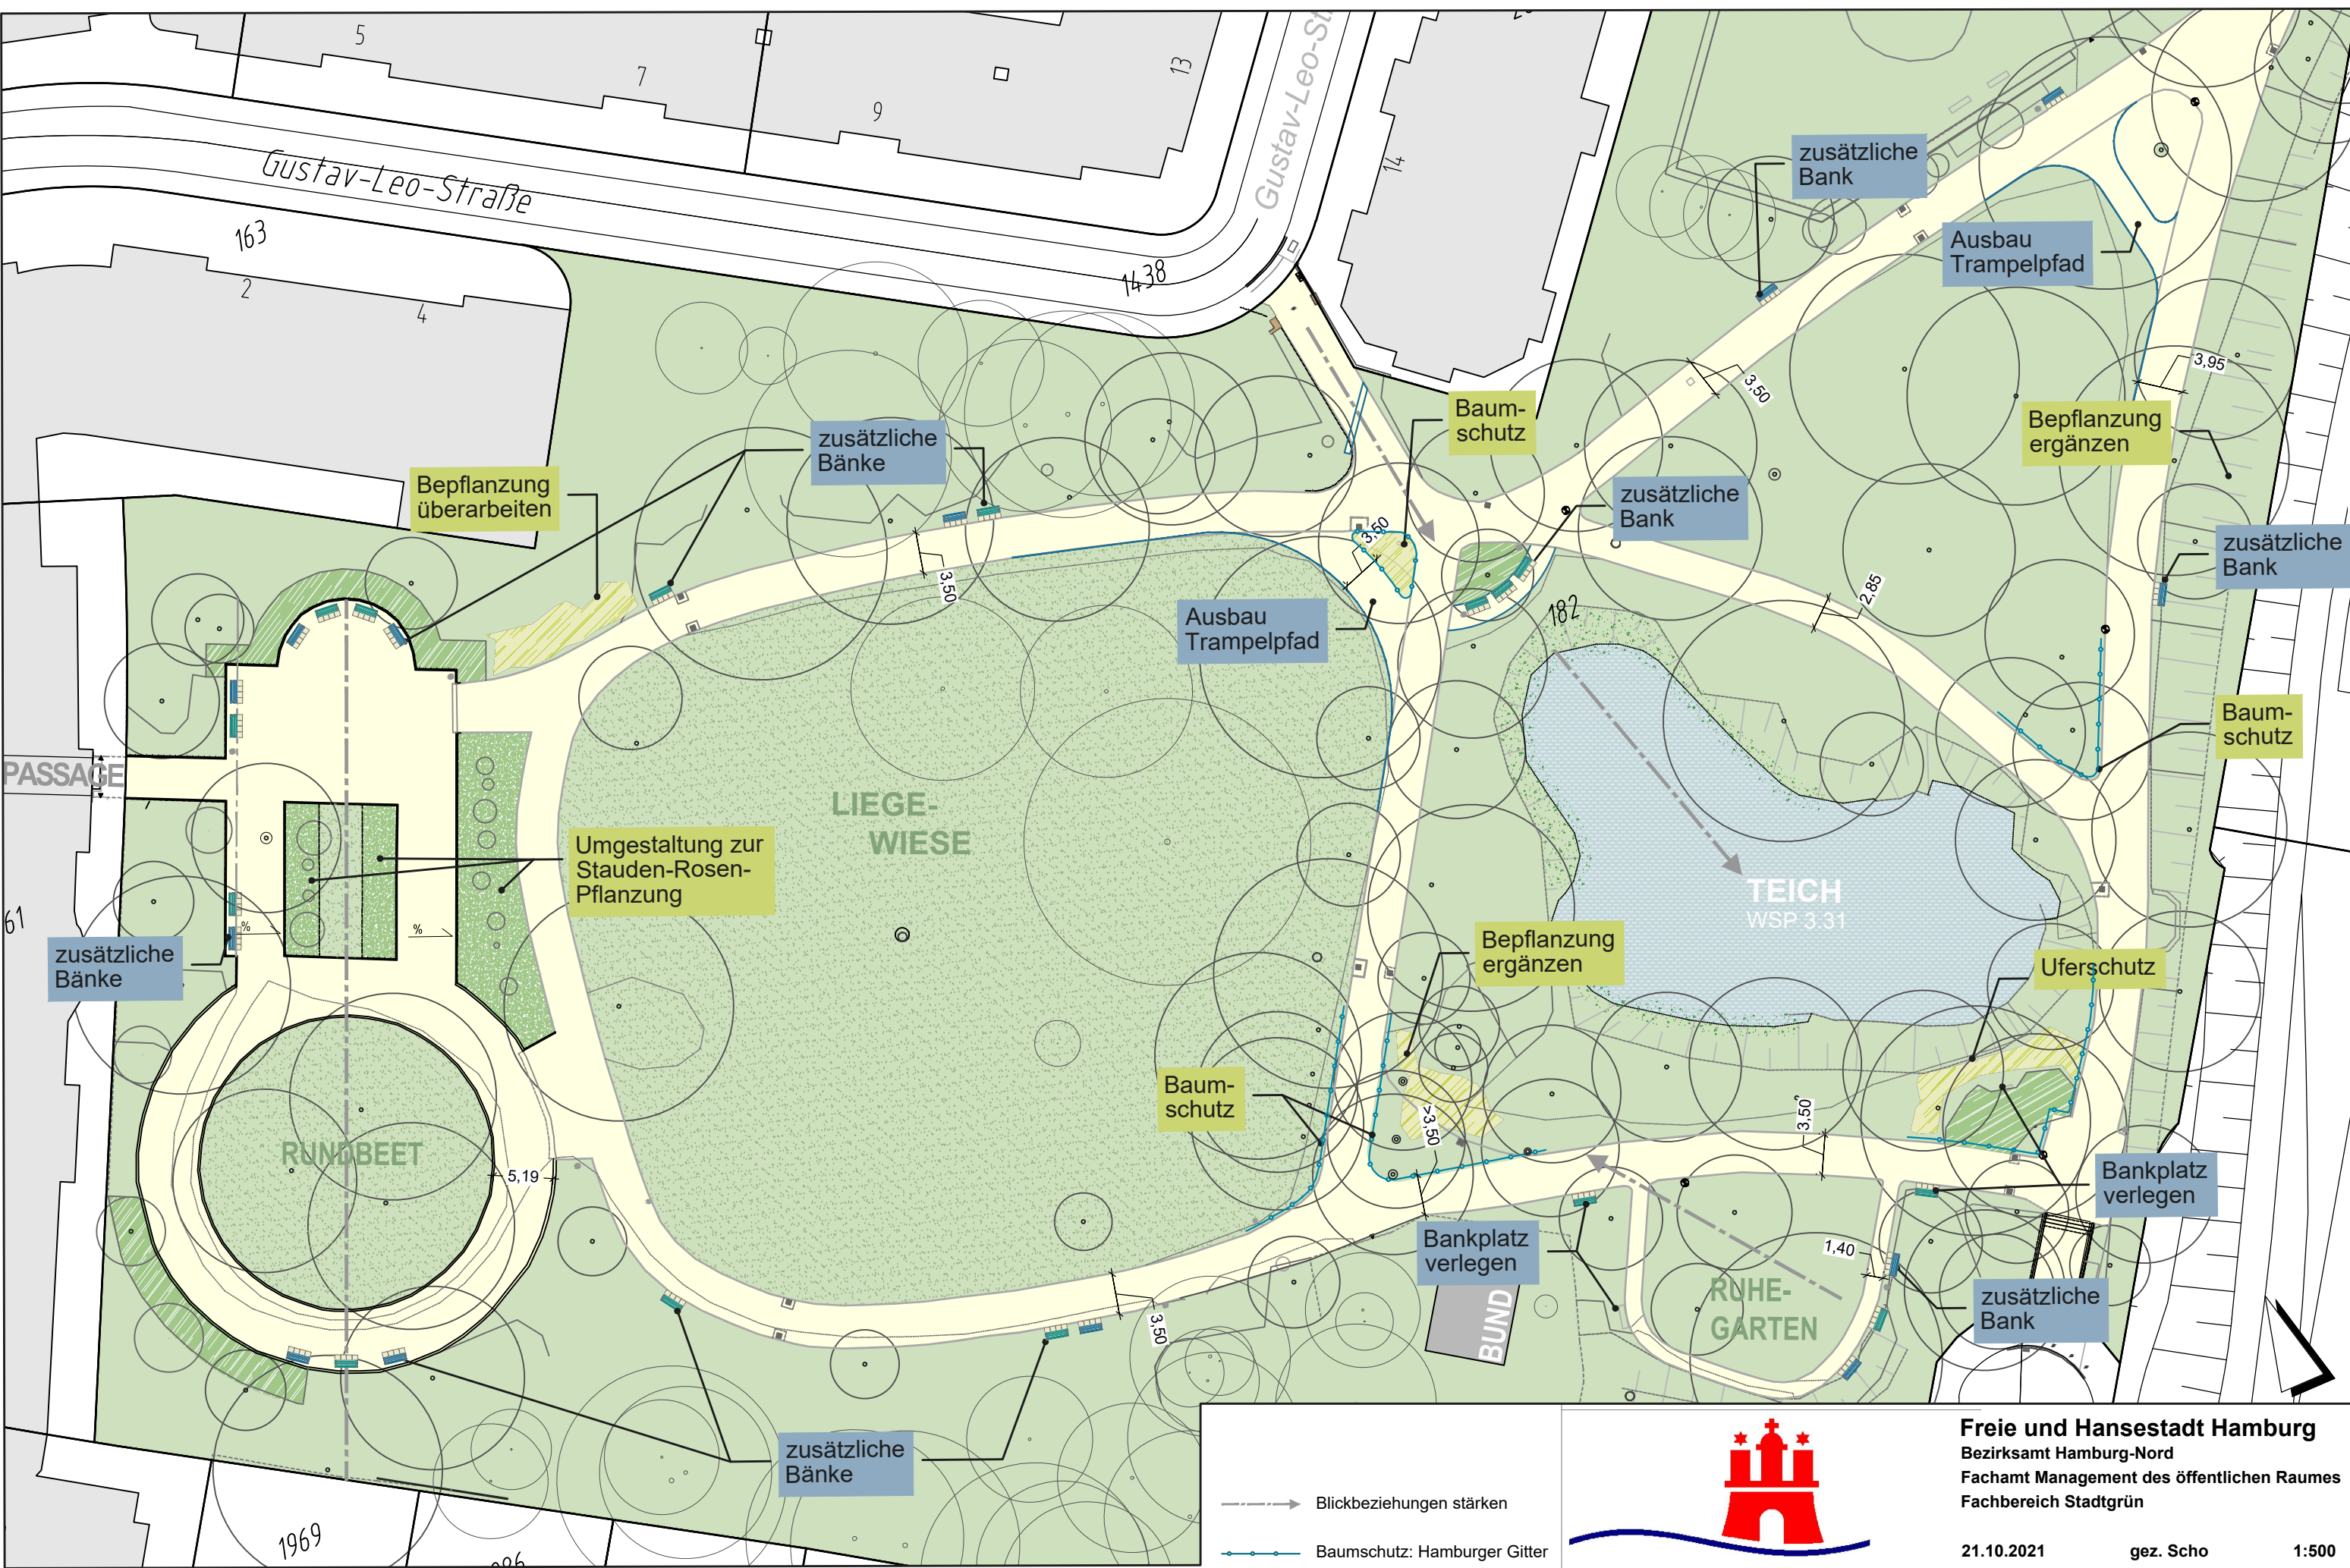 5
7
9
13
Gustav-Leo-Str
14
Gustav-Leo-Straße
163
2
4
1438
zusätzliche
Bank
Ausbau
Trampelpfad
3,95
3,50
Baum-
schutz
Bepflanzung
ergänzen
zusätzliche
Bänke
Bepflanzung
überarbeiten
zusätzliche
Bank
zusätzliche
Bank
3,50
3,50
2,85
182
Ausbau
Trampelpfad
Baum-
schutz
PASSAGE
LIEGE-
WIESE
Umgestaltung zur
Stauden-Rosen-
Pflanzung
TEICH
WSP 3.31
61
%
%
zusätzliche
Bänke
Bepflanzung
ergänzen
Uferschutz
Baum-
schutz
>3,50
3,50
RUNDBEET
5,19
Bankplatz
verlegen
Bankplatz
verlegen
1,40
RUHE-
GARTEN
zusätzliche
Bank
BUND
3,50
zusätzliche
Bänke
1969
Blickbeziehungen stärken
Baumschutz: Hamburger Gitter
Freie und Hansestadt Hamburg
Bezirksamt Hamburg-Nord
Fachamt Management des öffentlichen Raumes
Fachbereich Stadtgrün
21.10.2021 gez. Scho 1:500